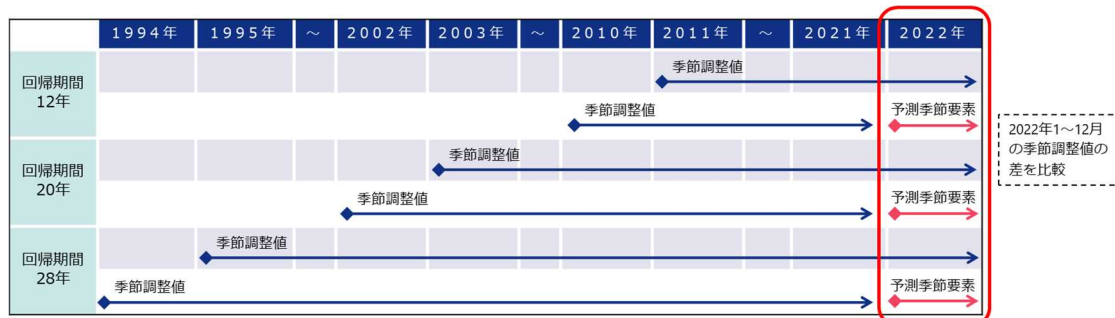 1994年 1995年 ～ 2002年 2003年 ～ 2010年 2011年 ～ 2021年 2022年
回帰期間
12年
季節調整値
季節調整値
予測季節要素
回帰期間
20年
季節調整値
季節調整値
予測季節要素
回帰期間
28年
季節調整値
季節調整値
予測季節要素
2022年1～12月
の季節調整値の
差を比較